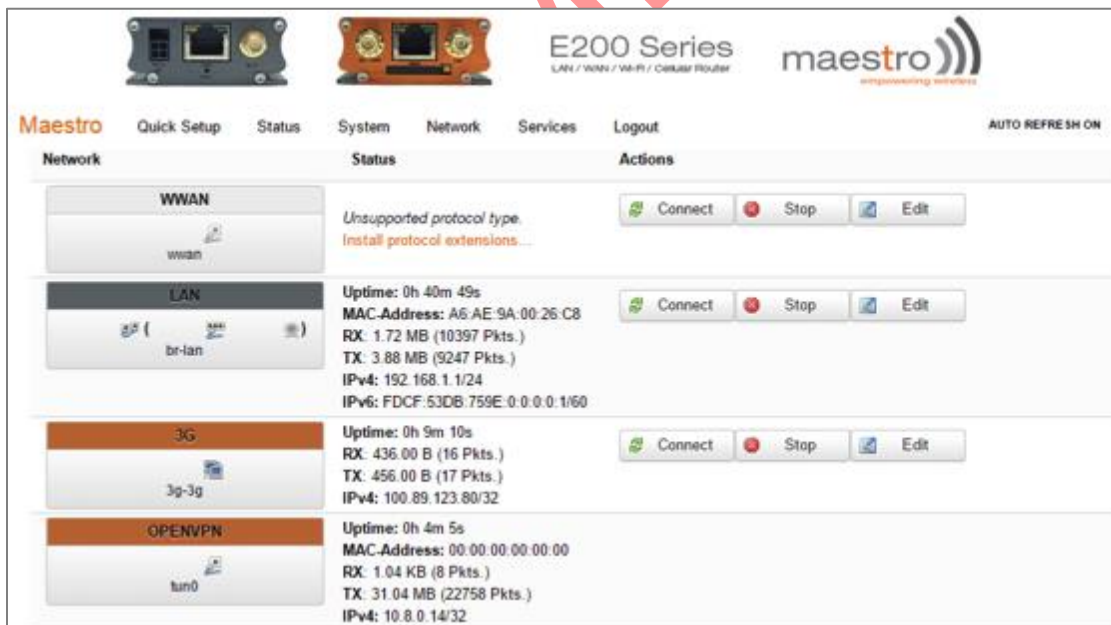 E200 Series
LAN / WAN / Wi-Fi / Cellular Router
maestro
empowering wireless
Maestro Quick Setup Status System Network Services Logout AUTO REFRESH ON
Network Status Actions
WWAN
wwan
Unsupported protocol type.
Install protocol extensions...
Connect Stop Edit
LAN
( )
br-lan
Uptime: 0h 40m 49s
MAC-Address: A6:AE:9A:00:26:C8
RX: 1.72 MB (10397 Pkts.)
TX: 3.88 MB (9247 Pkts.)
IPv4: 192.168.1.1/24
IPv6: FDCF:53DB:759E:0:0:0:0:1/60
Connect Stop Edit
3G
3g-3g
Uptime: 0h 9m 10s
RX: 436.00 B (16 Pkts.)
TX: 456.00 B (17 Pkts.)
IPv4: 100.89.123.80/32
Connect Stop Edit
OPENVPN
tun0
Uptime: 0h 4m 5s
MAC-Address: 00:00:00:00:00:00
RX: 1.04 KB (8 Pkts.)
TX: 31.04 MB (22758 Pkts.)
IPv4: 10.8.0.14/32